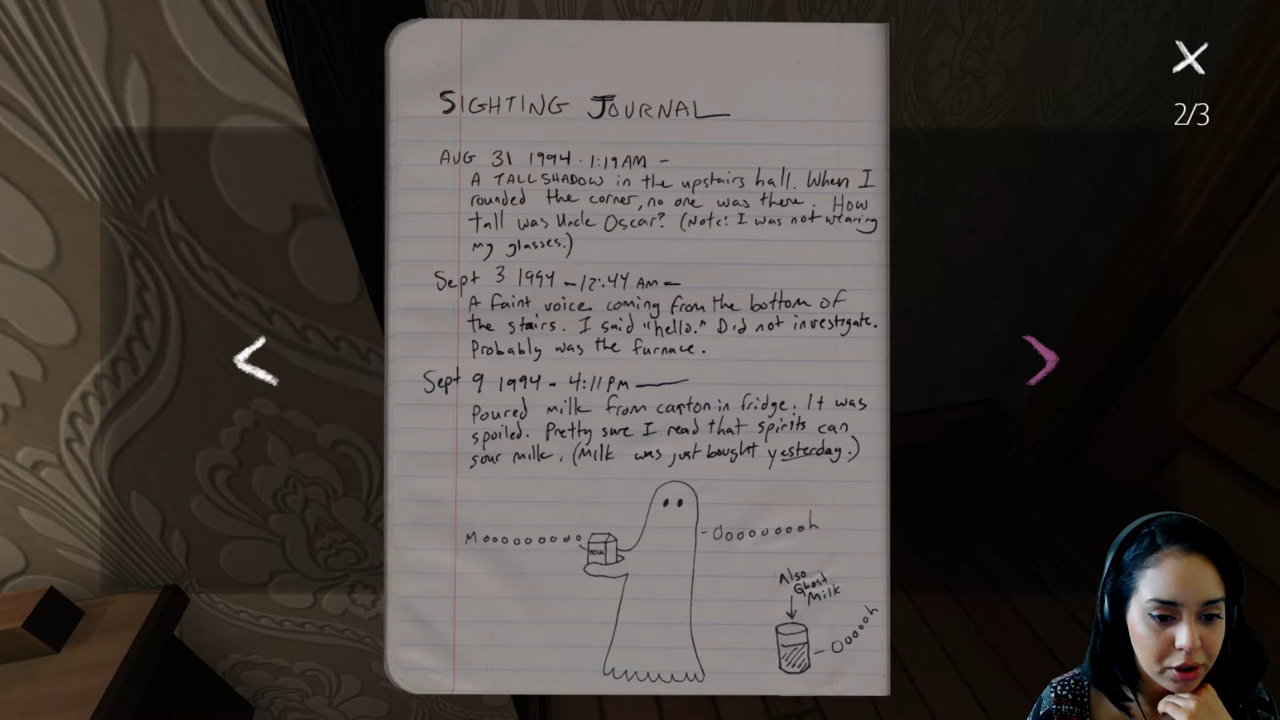 SIGHTING JOURNAL
2/3
AUG 31 1994 - 1:19 AM -
A TALL SHADOW in the upstairs hall. When I
rounded the corner, no one was there. How
tall was Uncle Oscar? (Note: I was not wearing
my glasses.)
Sept 3 1994 - 12:44 AM -
A faint voice coming from the bottom of
the stairs. I said "hello." Did not investigate.
Probably was the furnace.
Sept 9 1994 - 4:11 PM -
Poured milk from carton in fridge. It was
spoiled. Pretty sure I read that spirits can
sour milk. (Milk was just bought yesterday.)
Mooooooooo
MILK
-Oooooooh
Also
Ghost
Milk
-Oooooh